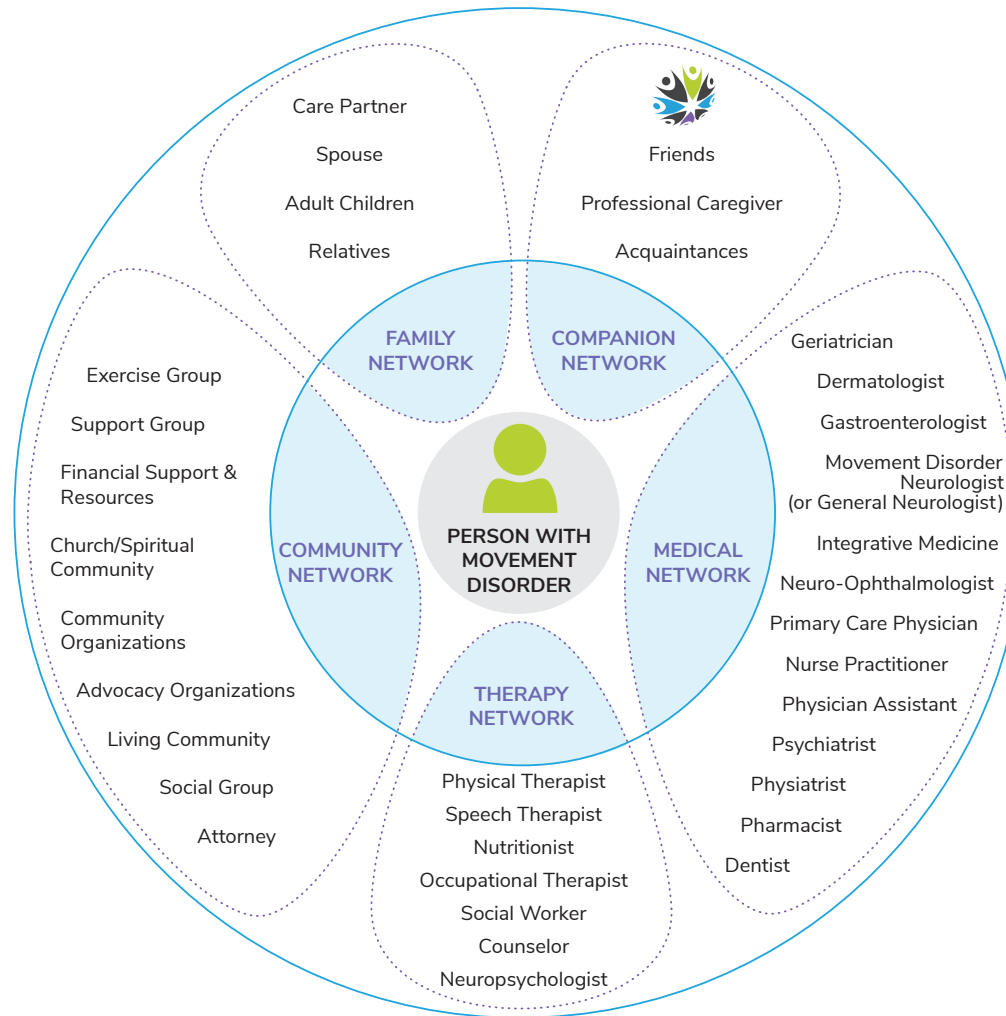 Care Partner
Spouse
Adult Children
Relatives
FAMILY
NETWORK
Friends
Professional Caregiver
Acquaintances
COMPANION
NETWORK
Geriatrician
Dermatologist
Gastroenterologist
Movement Disorder
Neurologist
(or General Neurologist)
Integrative Medicine
Neuro-Ophthalmologist
Primary Care Physician
Nurse Practitioner
Physician Assistant
Psychiatrist
Physiatrist
Pharmacist
Dentist
MEDICAL
NETWORK
PERSON WITH
MOVEMENT
DISORDER
Exercise Group
Support Group
Financial Support &
Resources
Church/Spiritual
Community
Community
Organizations
Advocacy Organizations
Living Community
Social Group
Attorney
COMMUNITY
NETWORK
THERAPY
NETWORK
Physical Therapist
Speech Therapist
Nutritionist
Occupational Therapist
Social Worker
Counselor
Neuropsychologist